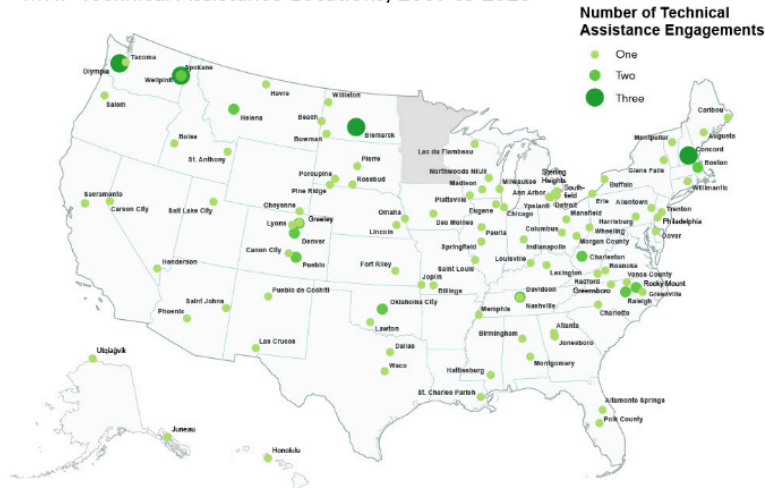 Number of Technical
Assistance Engagements
One
Two
Three
Tacoma
Olympia
Spokane
Wellpinit
Salem
Havre
Helena
Williston
Beach
Bowman
Bismarck
Boise
St. Anthony
Lac du Flambeau
Caribou
Montpelier
Augusta
Concord
Boston
Glens Falls
Willimantic
Pierre
Porcupine
Rosebud
Pine Ridge
Northwoods NIIJII
Madison
Milwaukee
Sterling
Heights
Ann Arbor
South-
field
Ypsilanti
Detroit
Buffalo
Erie
Allentown
Trenton
Philadelphia
Dover
Harrisburg
Mansfield
Wheeling
Morgan County
Columbus
Sacramento
Carson City
Salt Lake City
Cheyenne
Lyons
Greeley
Denver
Canon City
Pueblo
Omaha
Lincoln
Platteville
Des Moines
Eugene
Chicago
Peoria
Springfield
Indianapolis
Saint Louis
Louisville
Lexington
Charleston
Roanoke
Radford
Vance County
Rocky Mount
Greensboro
Greenville
Raleigh
Charlotte
Henderson
Fort Riley
Joplin
Billings
Davidson
Nashville
Memphis
Saint Johns
Phoenix
Pueblo de Cochiti
Las Cruces
Oklahoma City
Lawton
Dallas
Waco
Birmingham
Atlanta
Jonesboro
Montgomery
Hattiesburg
St. Charles Parish
Altamonte Springs
Polk County
Utqiaġvik
Juneau
Honolulu